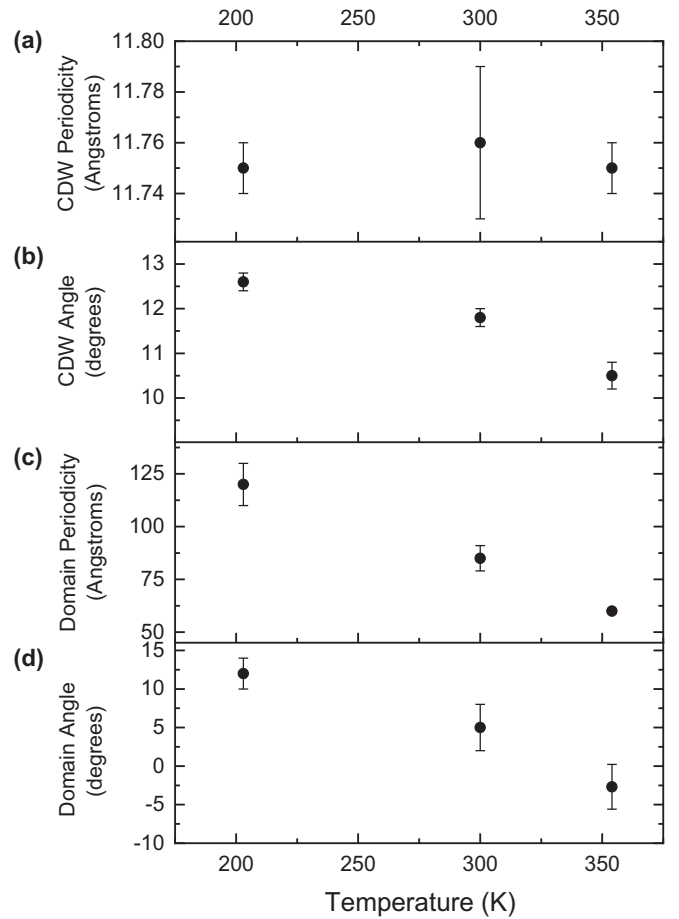 200 250 300 350
(a)
11.80
11.78
11.76
11.74
CDW Periodicity
(Angstroms)
(b)
13
12
11
10
CDW Angle
(degrees)
(c)
125
100
75
50
Domain Periodicity
(Angstroms)
(d)
15
10
5
0
-5
-10
Domain Angle
(degrees)
200 250 300 350
Temperature (K)